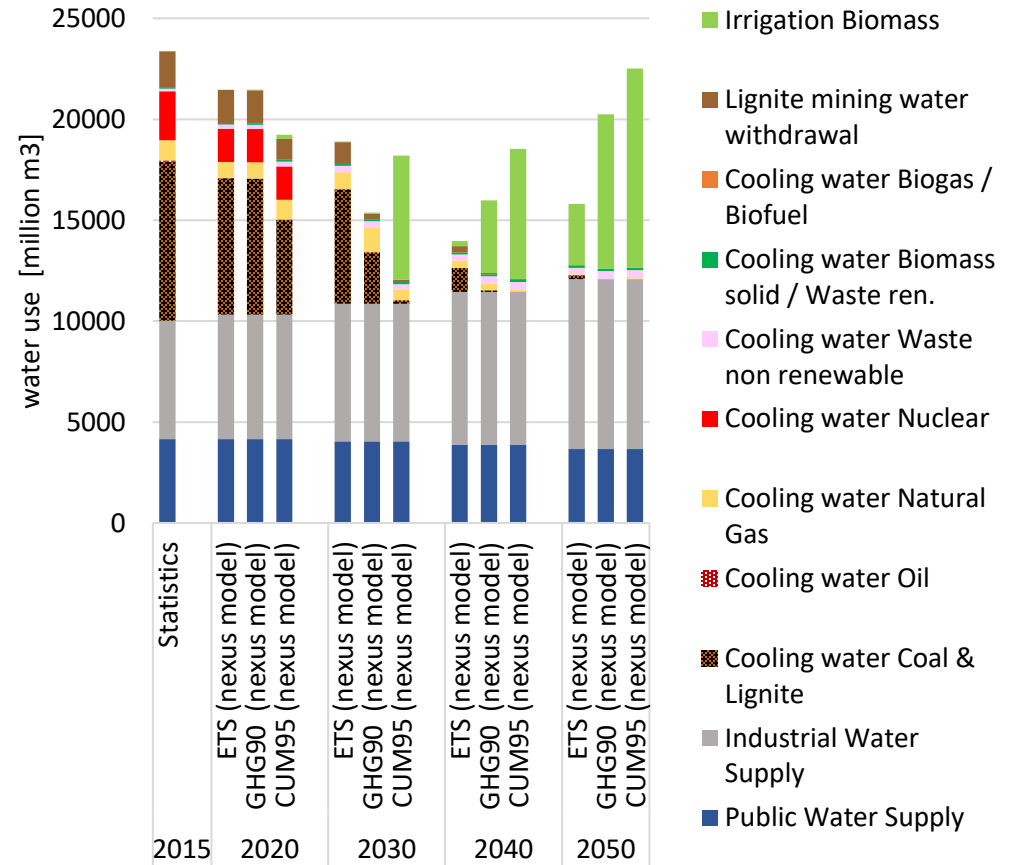 25000
20000
15000
10000
5000
0
water use [million m3]
Statistics
ETS (nexus model)
GHG90 (nexus model)
CUM95 (nexus model)
ETS (nexus model)
GHG90 (nexus model)
CUM95 (nexus model)
ETS (nexus model)
GHG90 (nexus model)
CUM95 (nexus model)
ETS (nexus model)
GHG90 (nexus model)
CUM95 (nexus model)
2015
2020
2030
2040
2050
Irrigation Biomass
Lignite mining water
withdrawal
Cooling water Biogas /
Biofuel
Cooling water Biomass
solid / Waste ren.
Cooling water Waste
non renewable
Cooling water Nuclear
Cooling water Natural
Gas
Cooling water Oil
Cooling water Coal &
Lignite
Industrial Water
Supply
Public Water Supply